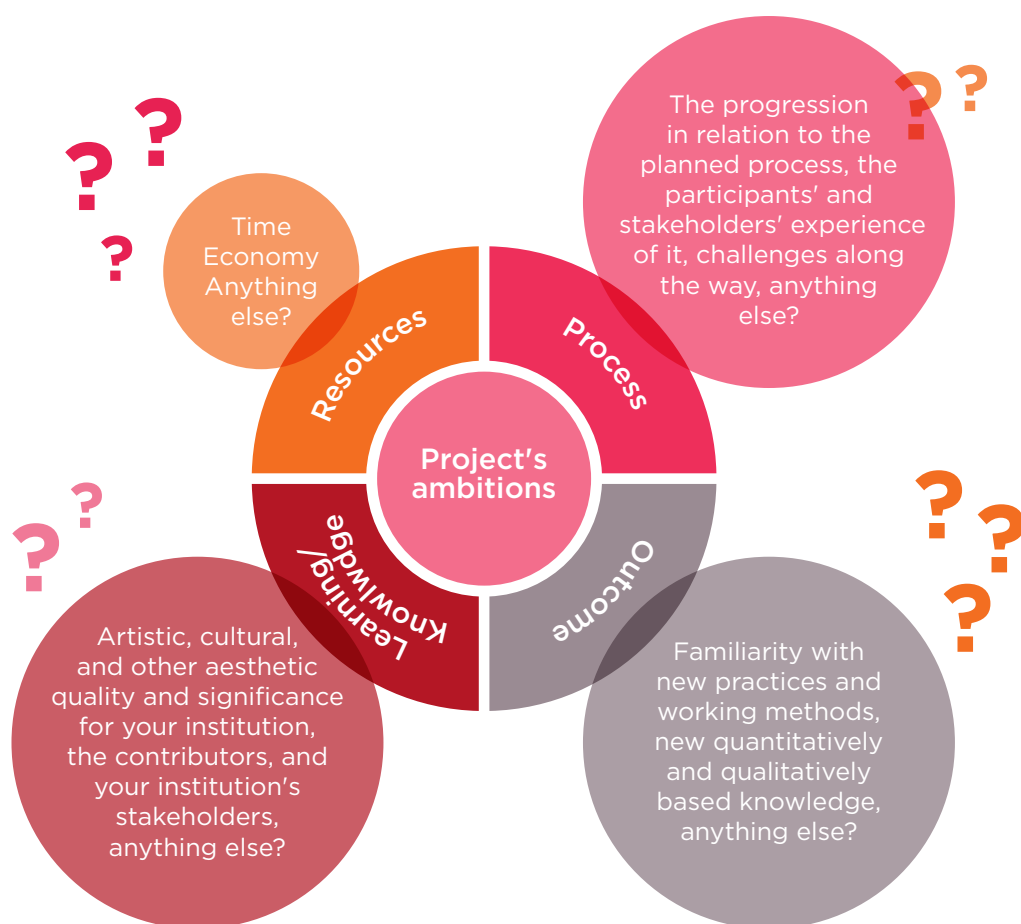 ?
?
?
Time
Economy
Anything
else?
Resources
The progression
in relation to the
planned process, the
participants' and
stakeholders' experience
of it, challenges along
the way, anything
else?
?
?
Process
Project's
ambitions
?
?
Learning/
Knowlwdge
Artistic, cultural,
and other aesthetic
quality and significance
for your institution,
the contributors, and
your institution's
stakeholders,
anything else?
Outcome
?
?
?
Familiarity with
new practices and
working methods,
new quantitatively
and qualitatively
based knowledge,
anything else?